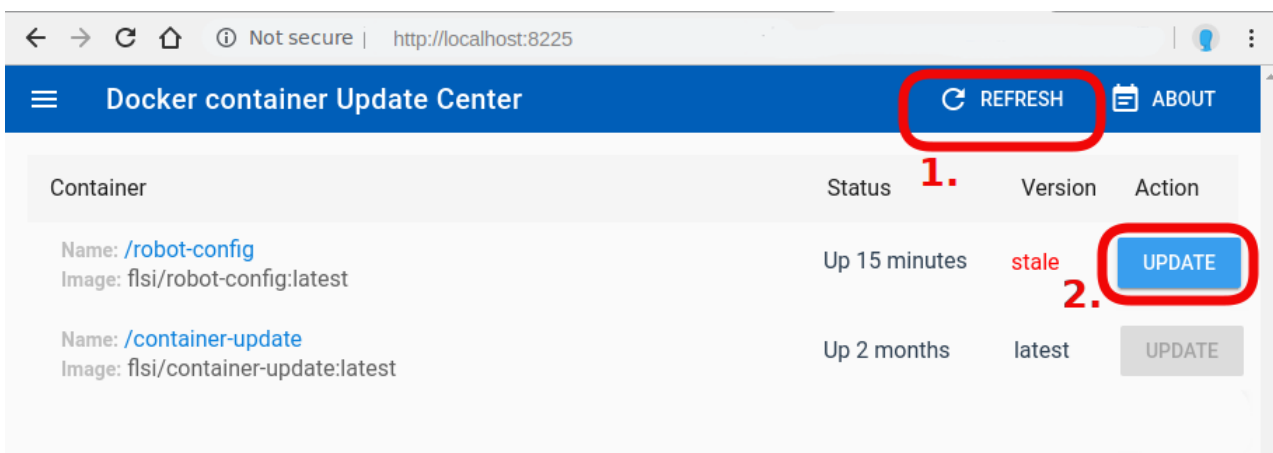 Not secure | http://localhost:8225
Docker container Update Center REFRESH ABOUT
1.
Container Status Version Action
Name: /robot-config
Image: flsi/robot-config:latest
Up 15 minutes stale UPDATE
2.
Name: /container-update
Image: flsi/container-update:latest
Up 2 months latest UPDATE